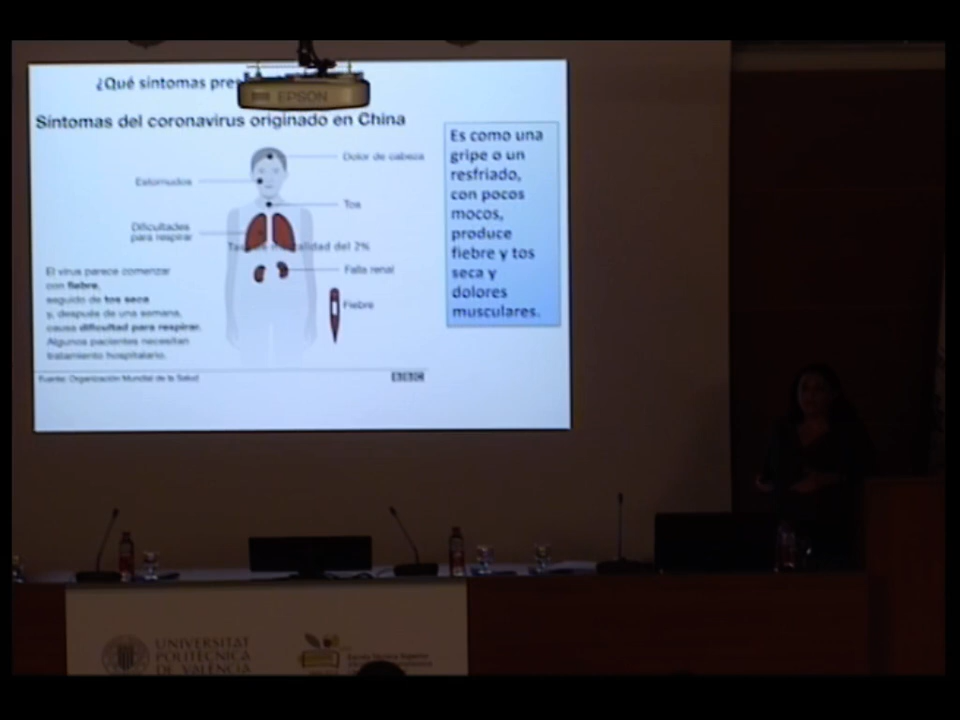 ¿Qué síntomas
EPSON
Síntomas del coronavirus originado en China
Dolor de cabeza
Estornudos
Tos
Dificultades
para respirar
mortalidad del 2%
El virus parece comenzar
con fiebre,
seguido de tos seca
y, después de una semana,
causa dificultad para respirar.
Algunos pacientes necesitan
tratamiento hospitalario.
Falla renal
Fiebre
Fuente: Organización Mundial de la Salud
BBC
Es como una
gripe o un
resfriado,
con pocos
mocos,
produce
fiebre y tos
seca y
dolores
musculares.
UNIVERSITAT
POLITÈCNICA
DE VALÈNCIA